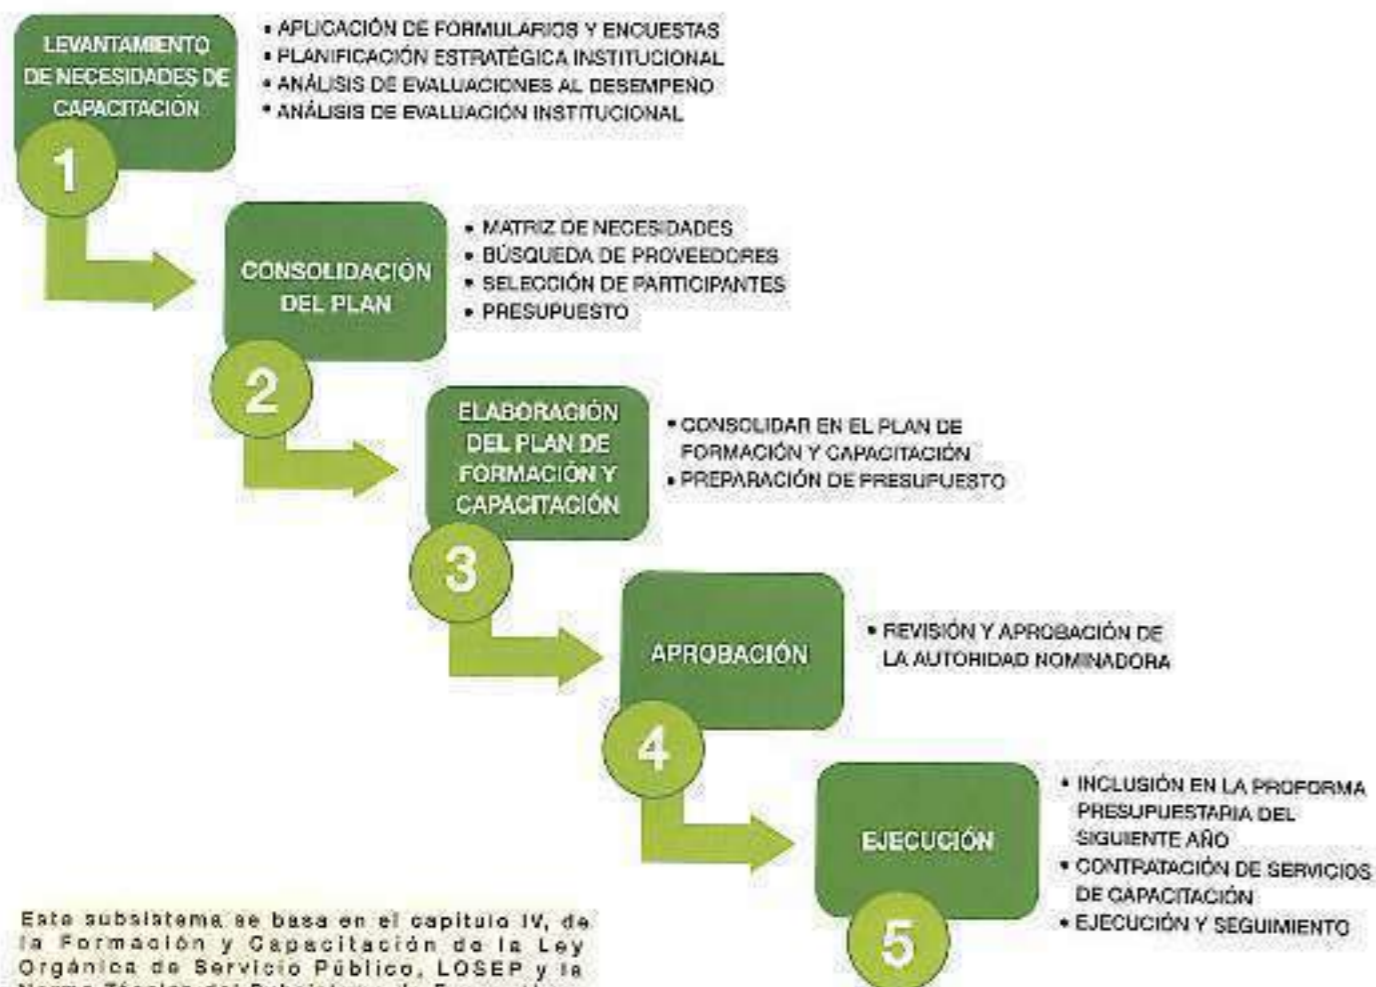 LEVANTAMIENTO
DE NECESIDADES DE
CAPACITACIÓN
1
• APLICACIÓN DE FORMULARIOS Y ENCUESTAS
• PLANIFICACIÓN ESTRATÉGICA INSTITUCIONAL
• ANÁLISIS DE EVALUACIONES AL DESEMPEÑO
• ANÁLISIS DE EVALUACIÓN INSTITUCIONAL
CONSOLIDACIÓN
DEL PLAN
2
• MATRIZ DE NECESIDADES
• BÚSQUEDA DE PROVEEDORES
• SELECCIÓN DE PARTICIPANTES
• PRESUPUESTO
ELABORACIÓN
DEL PLAN DE
FORMACIÓN Y
CAPACITACIÓN
3
• CONSOLIDAR EN EL PLAN DE
FORMACIÓN Y CAPACITACIÓN
• PREPARACIÓN DE PRESUPUESTO
APROBACIÓN
4
• REVISIÓN Y APROBACIÓN DE
LA AUTORIDAD NOMINADORA
EJECUCIÓN
5
• INCLUSIÓN EN LA PROFORMA
PRESUPUESTARIA DEL
SIGUIENTE AÑO
• CONTRATACIÓN DE SERVICIOS
DE CAPACITACIÓN
• EJECUCIÓN Y SEGUIMIENTO
Este subsistema se basa en el capitulo IV, de
la Formación y Capacitación de la Ley
Orgánica de Servicio Público, LOSEP y la